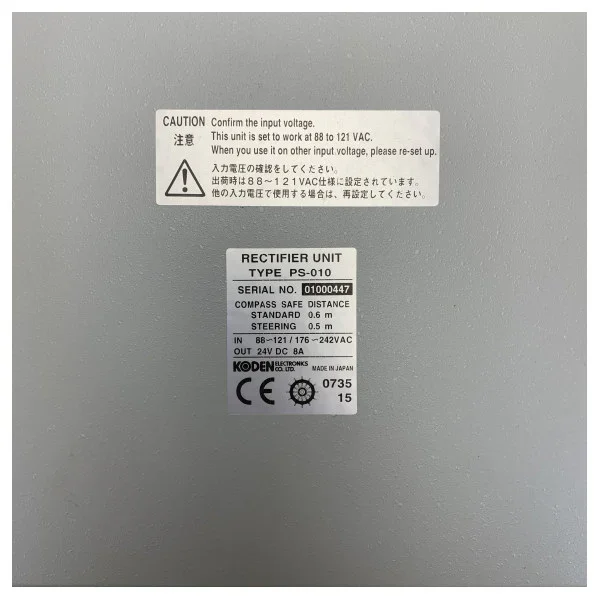 CAUTION Confirm the input voltage.
注意 This unit is set to work at 88 to 121 VAC.
When you use it on other input voltage, please re-set up.
入力電圧の確認をしてください。
出荷時は88～121VAC仕様に設定されています。
他の入力電圧で使用する場合は、再設定してください。
RECTIFIER UNIT
TYPE PS-010
SERIAL NO. 01000447
COMPASS SAFE DISTANCE
STANDARD 0.6 m
STEERING 0.5 m
IN 88～121 / 176～242VAC
OUT 24V DC 8A
KODEN ELECTRONICS CO., LTD. MADE IN JAPAN
CE 0735
15